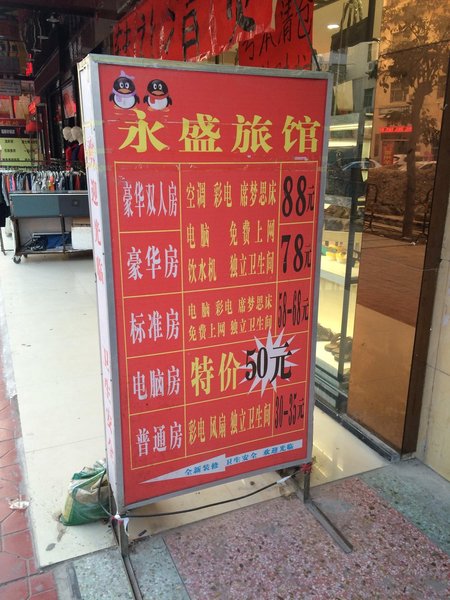 永盛旅馆
豪华双人房
空调 彩电 席梦思床
88元
豪华房
电脑 免费上网
饮水机 独立卫生间
78元
标准房
电脑 彩电 席梦思床
免费上网 独立卫生间
58-68元
电脑房
特价50元
普通房
彩电 风扇 独立卫生间
30-35元
全新装修 卫生安全 欢迎光临